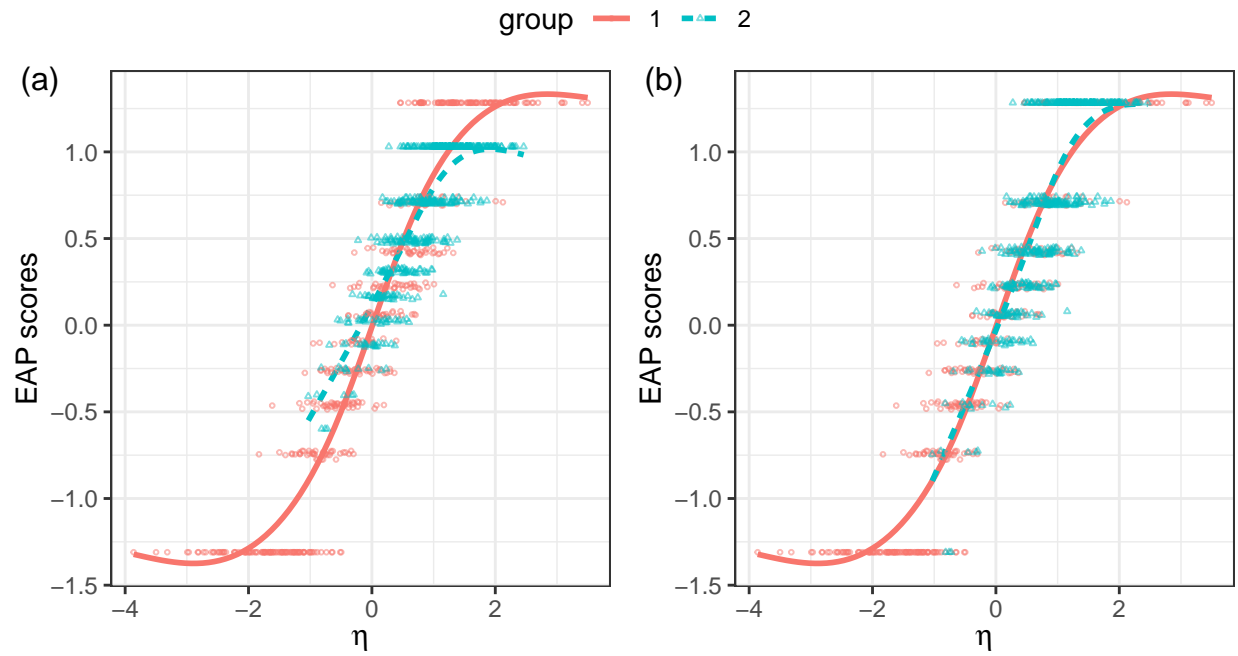 group 1 2
(a) (b)
1.0 1.0
0.5 0.5
0.0 0.0
−0.5 −0.5
−1.0 −1.0
−1.5 −1.5
EAP scores EAP scores
−4 −2 0 2 −4 −2 0 2
η η